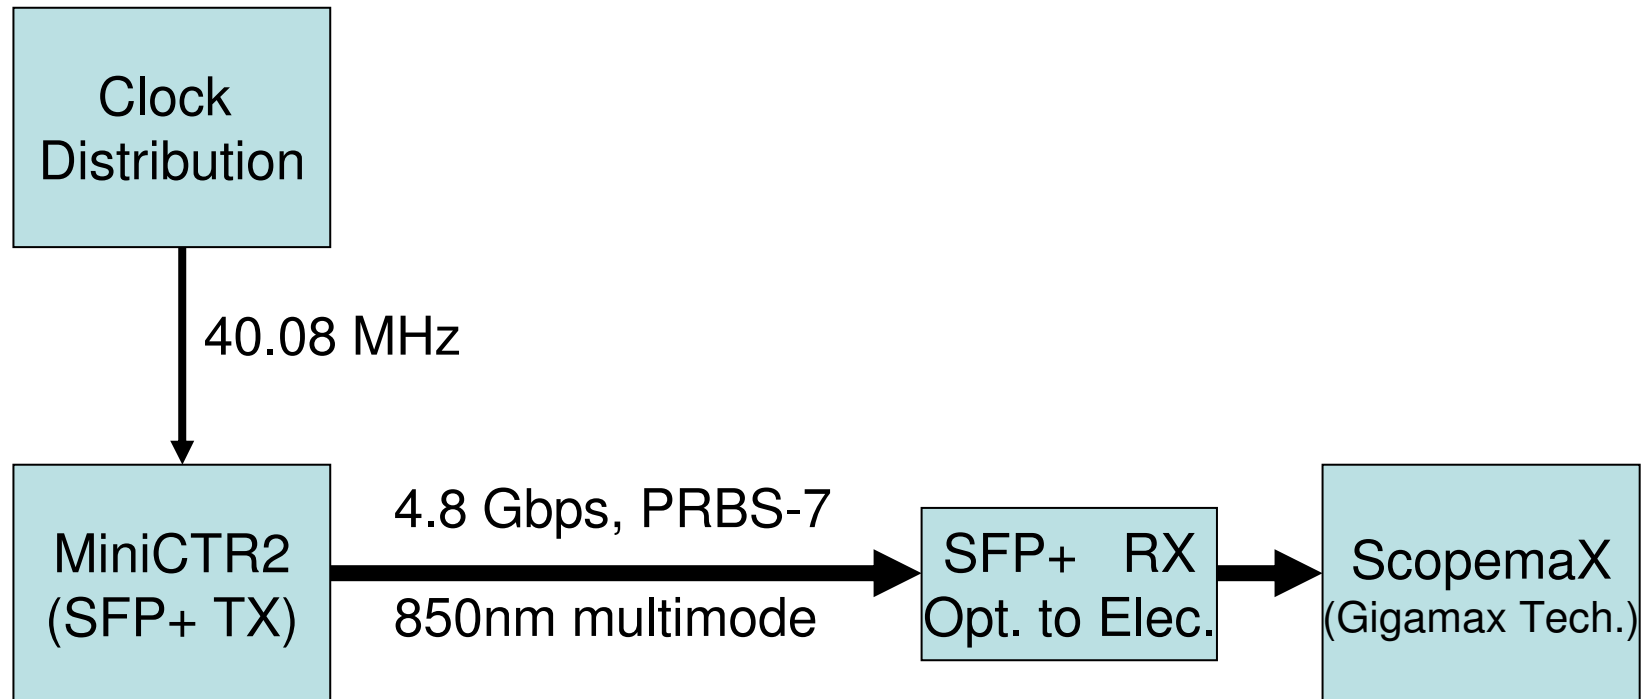 Clock
Distribution
40.08 MHz
MiniCTR2
(SFP+ TX)
4.8 Gbps, PRBS-7
850nm multimode
SFP+ RX
Opt. to Elec.
ScopemaX
(Gigamax Tech.)